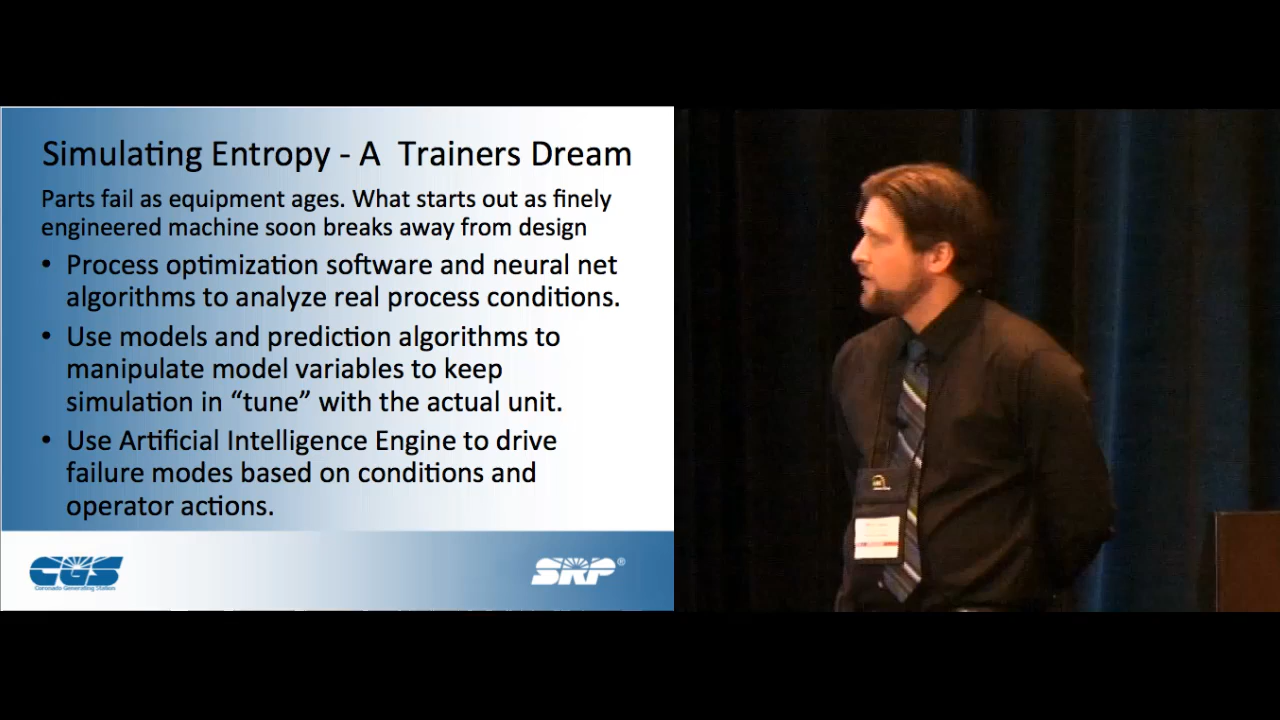 Simulating Entropy - A Trainers Dream
Parts fail as equipment ages. What starts out as finely
engineered machine soon breaks away from design
• Process optimization software and neural net
algorithms to analyze real process conditions.
• Use models and prediction algorithms to
manipulate model variables to keep
simulation in “tune” with the actual unit.
• Use Artificial Intelligence Engine to drive
failure modes based on conditions and
operator actions.
CGS
Coronado Generating Station
SRP®